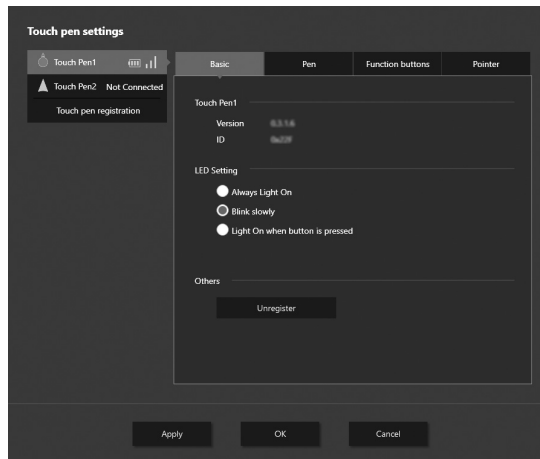 Touch pen settings
Touch Pen1
Touch Pen2 Not Connected
Touch pen registration
Basic Pen Function buttons Pointer
Touch Pen1
Version
ID
LED Setting
Always Light On
Blink slowly
Light On when button is pressed
Others
Unregister
Apply OK Cancel